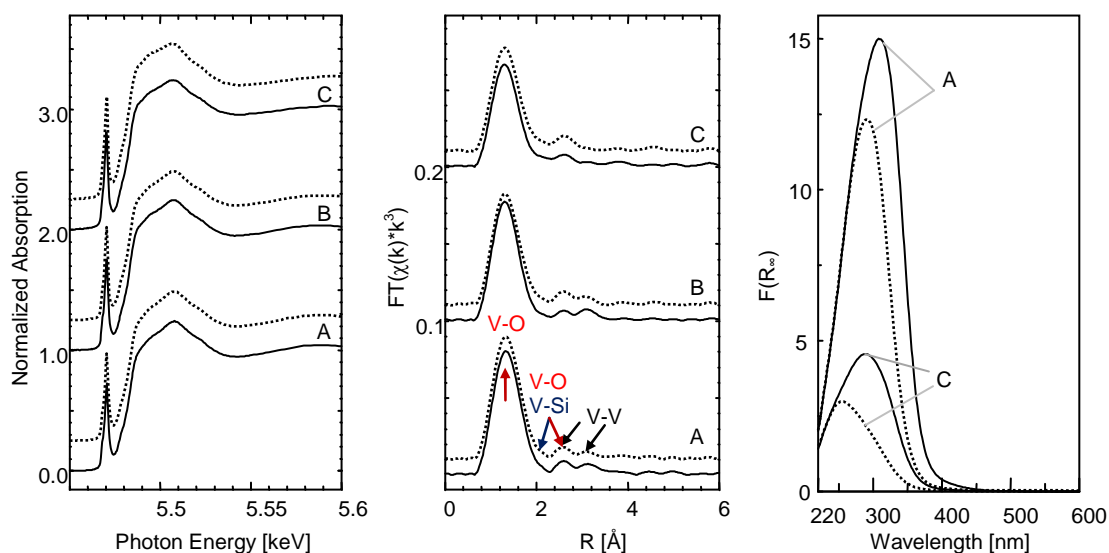 3.0
2.0
1.0
0.0
Normalized Absorption
C
B
A
5.5
5.6
Photon Energy [keV]
0.2
0.1
FT(χ(k)*k³)
C
B
V-O
V-O
V-Si
V-V
A
0
2
4
6
R [Å]
15
10
5
0
F(R∞)
A
C
220
300
400
500
600
Wavelength [nm]